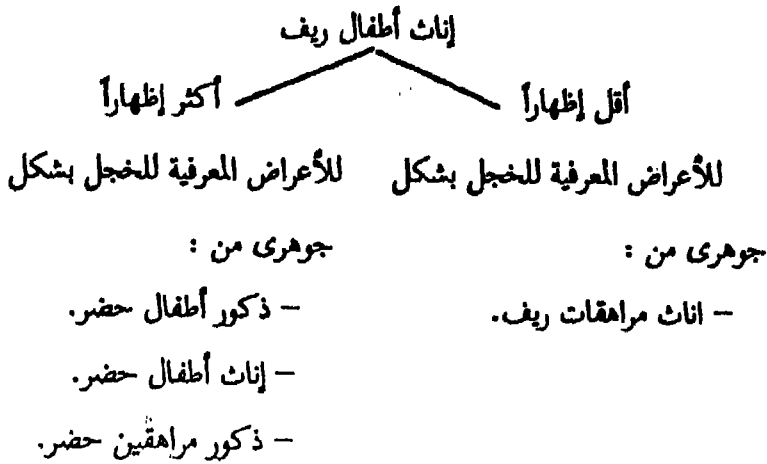 إناث أطفال ريف
أقل إظهاراً
للأعراض المعرفية للخجل بشكل
جوهرى من :
– اناث مراهقات ريف.
أكثر إظهاراً
للأعراض المعرفية للخجل بشكل
جوهرى من :
– ذكور أطفال حضر.
– إناث أطفال حضر.
– ذكور مراهقين حضر.